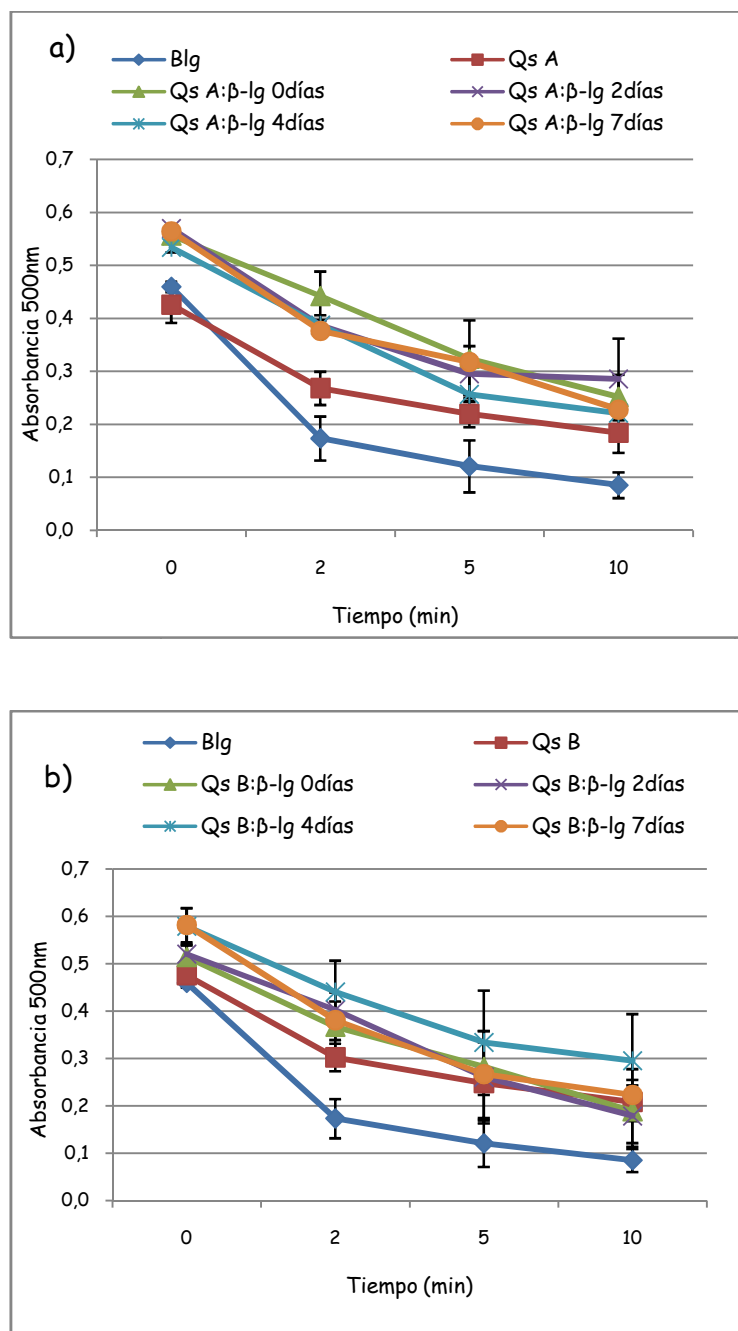 a)
Blg
Qs A
Qs A:β-lg 0días
Qs A:β-lg 2días
Qs A:β-lg 4días
Qs A:β-lg 7días
Absorbancia 500nm
0,7
0,6
0,5
0,4
0,3
0,2
0,1
0,0
0 2 5 10
Tiempo (min)
b)
Blg
Qs B
Qs B:β-lg 0días
Qs B:β-lg 2días
Qs B:β-lg 4días
Qs B:β-lg 7días
Absorbancia 500nm
0,7
0,6
0,5
0,4
0,3
0,2
0,1
0,0
0 2 5 10
Tiempo (min)